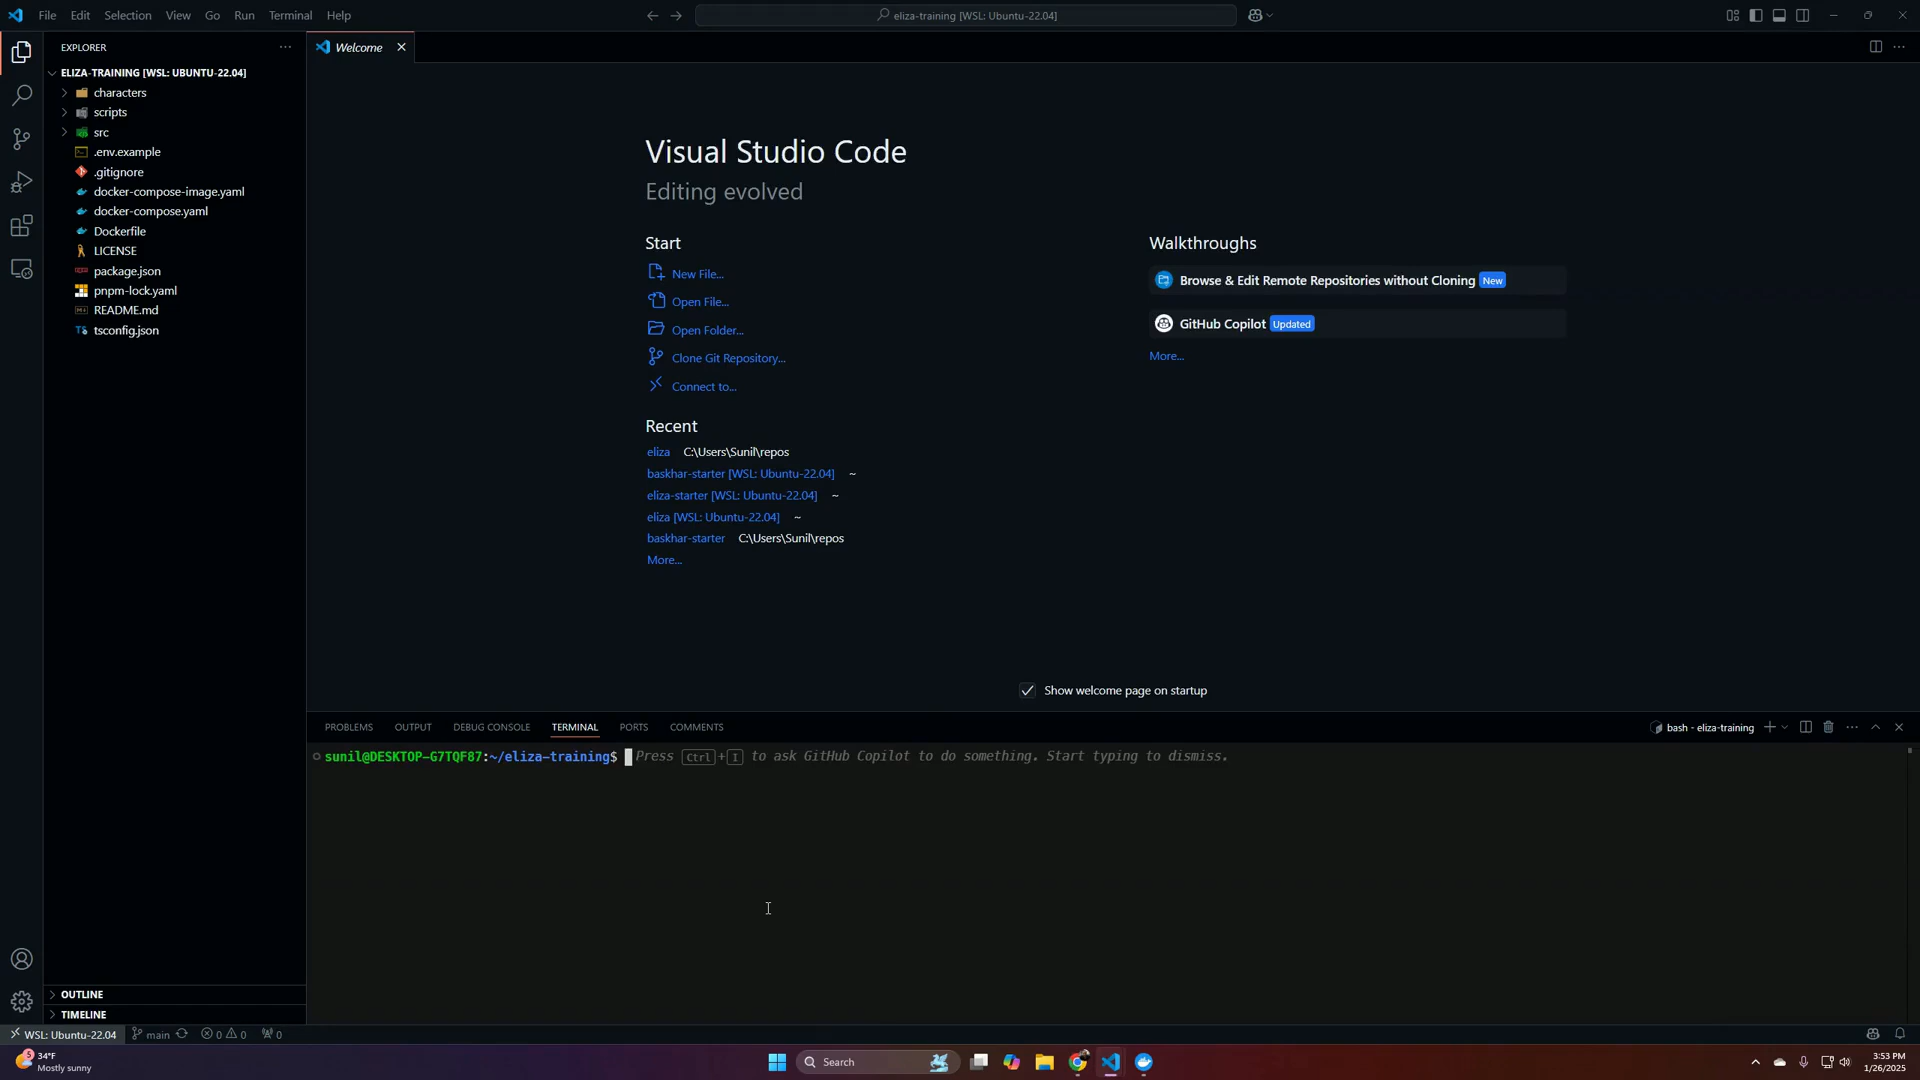 File Edit Selection View Go Run Terminal Help
eliza-training [WSL: Ubuntu-22.04]
EXPLORER
Welcome
ELIZA-TRAINING [WSL: UBUNTU-22.04]
characters
scripts
src
.env.example
.gitignore
docker-compose-image.yaml
docker-compose.yaml
Dockerfile
LICENSE
package.json
pnpm-lock.yaml
README.md
tsconfig.json
Visual Studio Code
Editing evolved
Start
New File...
Open File...
Open Folder...
Clone Git Repository...
Connect to...
Recent
eliza C:\Users\Sunil\repos
baskhar-starter [WSL: Ubuntu-22.04] ~
eliza-starter [WSL: Ubuntu-22.04] ~
eliza [WSL: Ubuntu-22.04] ~
baskhar-starter C:\Users\Sunil\repos
More...
Walkthroughs
Browse & Edit Remote Repositories without Cloning New
GitHub Copilot Updated
More...
Show welcome page on startup
PROBLEMS OUTPUT DEBUG CONSOLE TERMINAL PORTS COMMENTS
bash - eliza-training
sunil@DESKTOP-G7TQF87:~/eliza-training$ Press Ctrl+I to ask GitHub Copilot to do something. Start typing to dismiss.
OUTLINE
TIMELINE
WSL: Ubuntu-22.04 main 0 0 0
34°F
Mostly sunny
Search
3:53 PM
1/26/2025